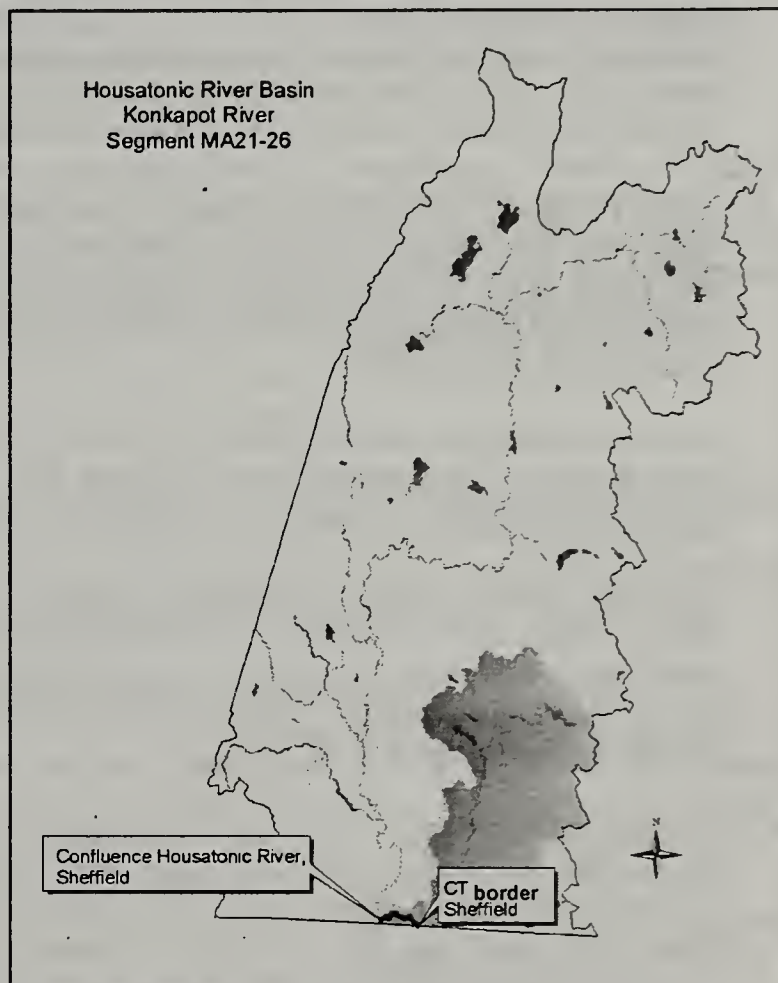 Housatonic River Basin
Konkapot River
Segment MA21-26
N
Confluence Housatonic River,
Sheffield
CT border
Sheffield